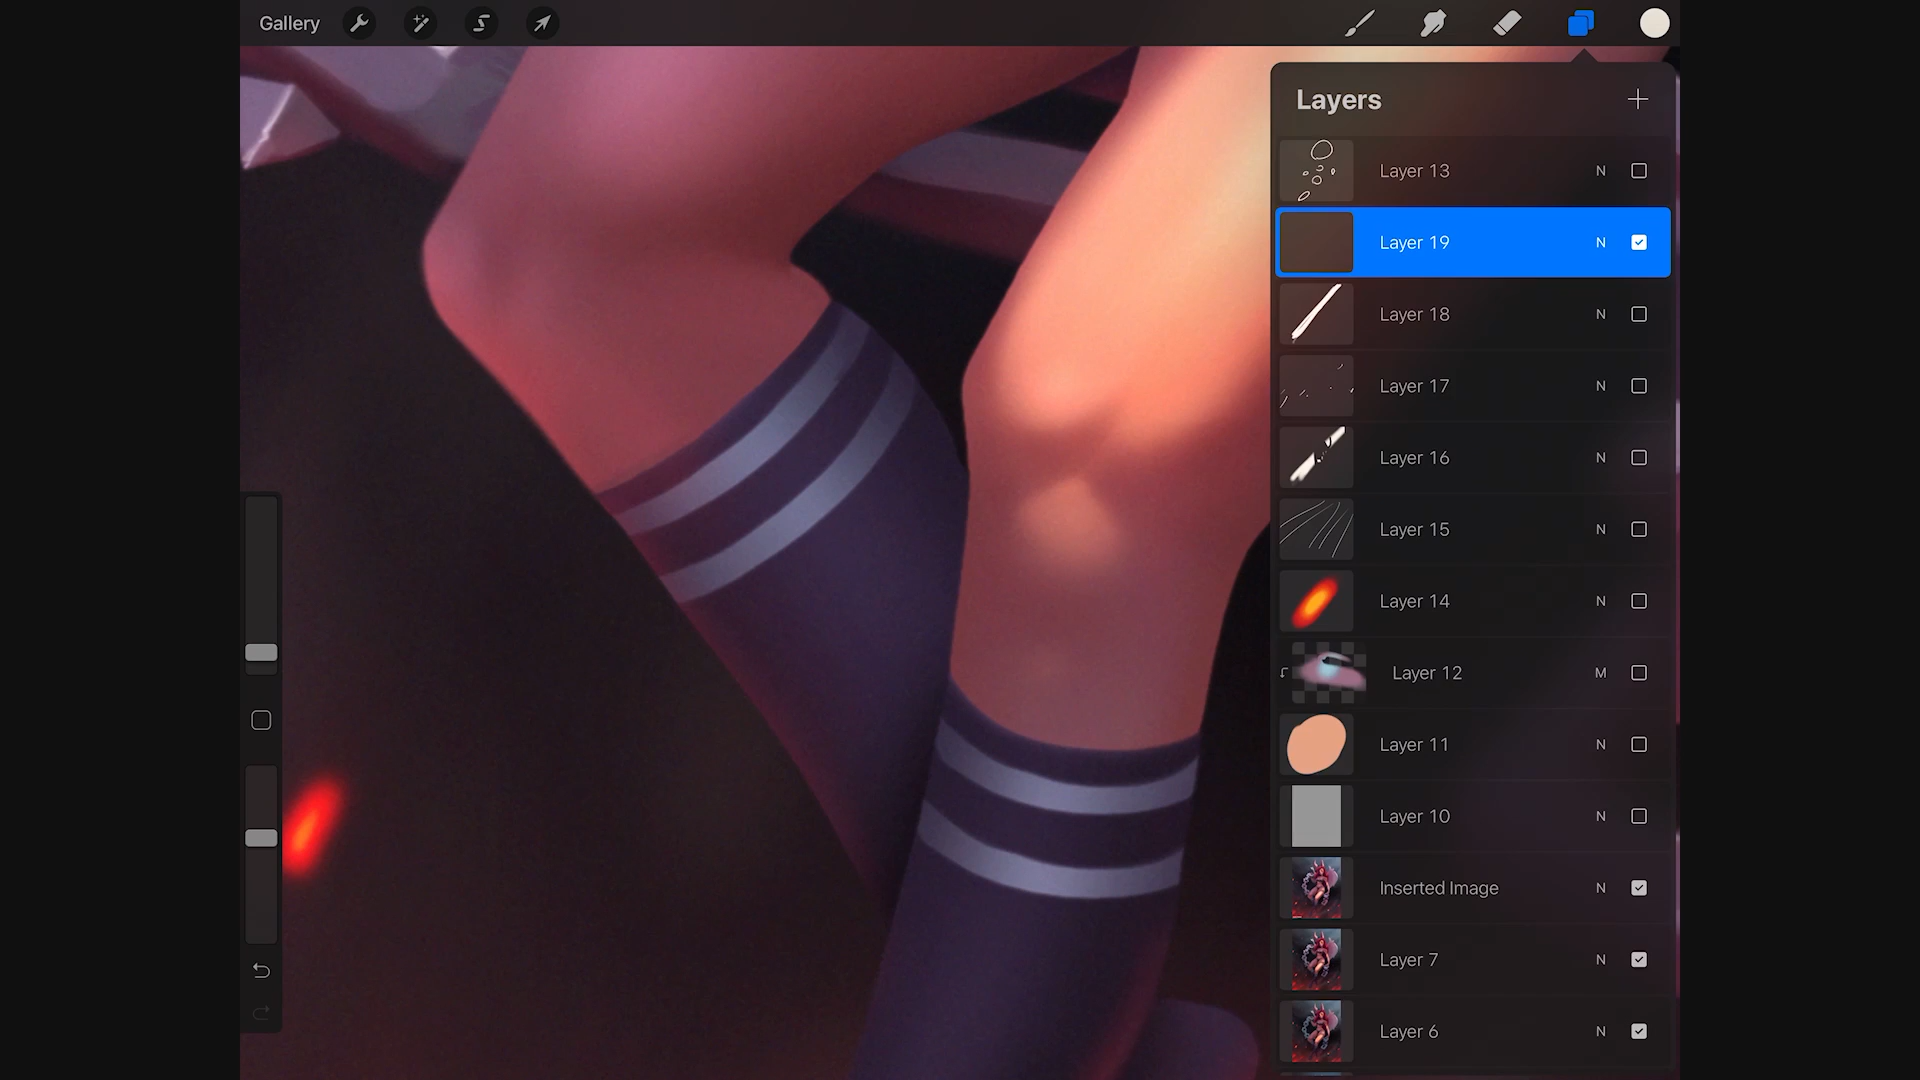 Gallery
Layers
Layer 13 N
Layer 19 N
Layer 18 N
Layer 17 N
Layer 16 N
Layer 15 N
Layer 14 N
Layer 12 M
Layer 11 N
Layer 10 N
Inserted Image N
Layer 7 N
Layer 6 N